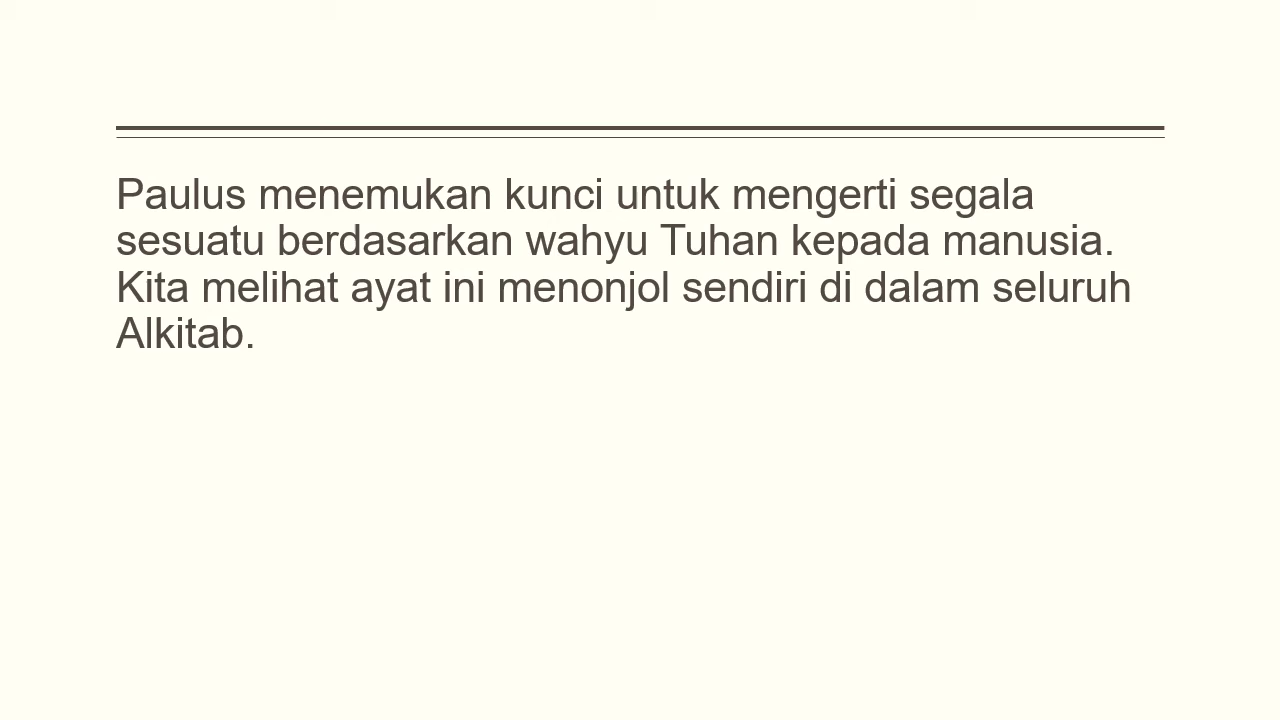 Paulus menemukan kunci untuk mengerti segala
sesuatu berdasarkan wahyu Tuhan kepada manusia.
Kita melihat ayat ini menonjol sendiri di dalam seluruh
Alkitab.